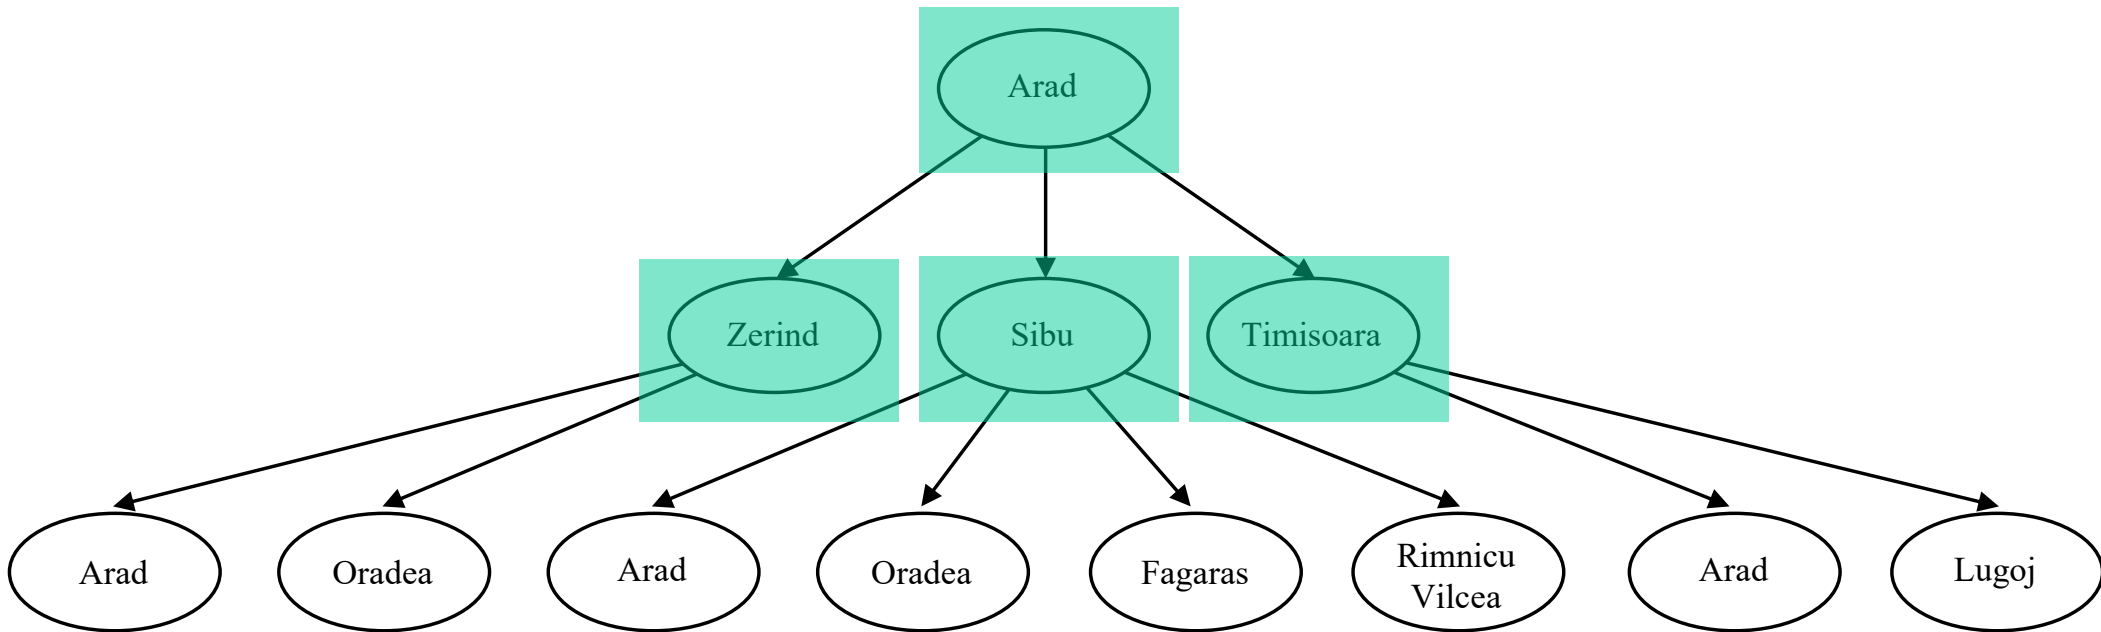 Arad
Zerind
Sibu
Timisoara
Arad
Oradea
Arad
Oradea
Fagaras
Rimnicu
Vilcea
Arad
Lugoj